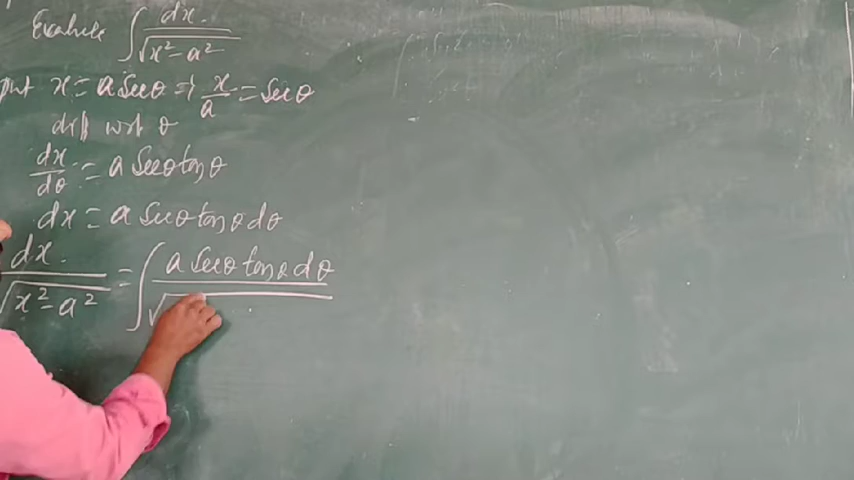 Evaluate ∫ dx / √(x² - a²)
put x = a Secθ ⇒ x/a = Secθ
diff wrt θ
dx/dθ = a Secθ tanθ
dx = a Secθ tanθ dθ
dx / √(x² - a²) = ∫ a Secθ tanθ dθ / √